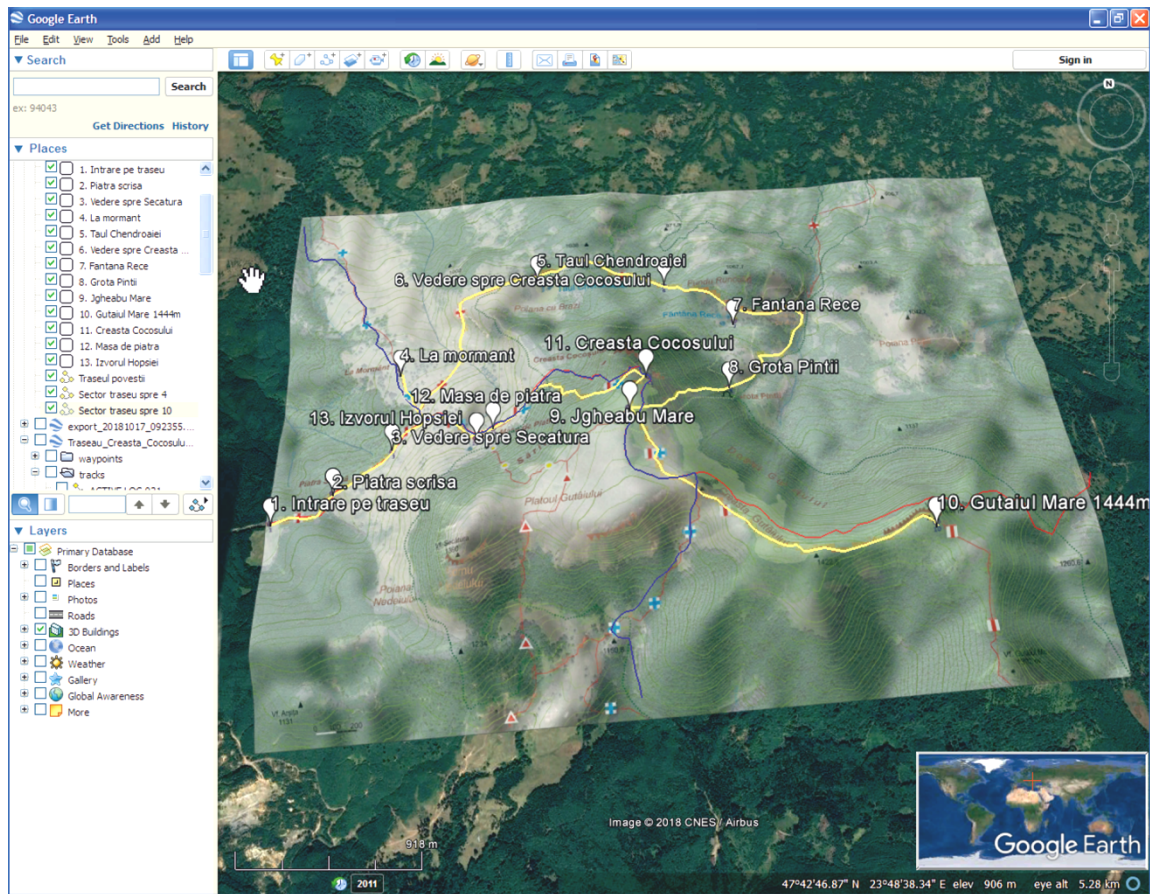 Google Earth
File Edit View Tools Add Help
Search
Search
ex: 94043
Get Directions History
Places
1. Intrare pe traseu
2. Piatra scrisa
3. Vedere spre Secatura
4. La mormant
5. Taul Chendroaiei
6. Vedere spre Creasta ...
7. Fantana Rece
8. Grota Pintii
9. Jgheabu Mare
10. Gutaiul Mare 1444m
11. Creasta Cocosului
12. Masa de piatra
13. Izvorul Hopsiei
Traseul povestii
Sector traseu spre 4
Sector traseu spre 10
export_20181017_092355....
Traseau_Creasta_Cocosulu...
waypoints
tracks
Layers
Primary Database
Borders and Labels
Places
Photos
Roads
3D Buildings
Ocean
Weather
Gallery
Global Awareness
More
Sign in
N
5. Taul Chendroaiei
6. Vedere spre Creasta Cocosului
Poiana cu Brazi
7. Fantana Rece
11. Creasta Cocosului
4. La mormant
8. Grota Pintii
12. Masa de piatra
13. Izvorul Hopsiei
9. Jgheabu Mare
3. Vedere spre Secatura
2. Piatra scrisa
1. Intrare pe traseu
Platoul Gutâiului
10. Gutaiul Mare 1444m
Poiana
1131
918 m
Image © 2018 CNES / Airbus
Google Earth
2011
47°42'46.87" N 23°48'38.34" E elev 906 m eye alt 5.28 km